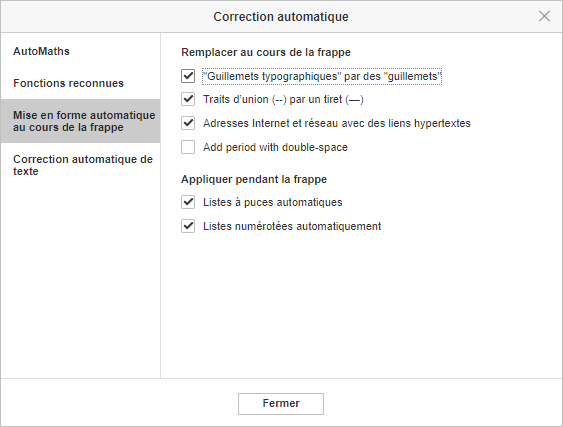 Correction automatique
AutoMaths
Fonctions reconnues
Mise en forme automatique
au cours de la frappe
Correction automatique de
texte
Remplacer au cours de la frappe
"Guillemets typographiques" par des "guillemets"
Traits d’union (--) par un tiret (—)
Adresses Internet et réseau avec des liens hypertextes
Add period with double-space
Appliquer pendant la frappe
Listes à puces automatiques
Listes numérotées automatiquement
Fermer